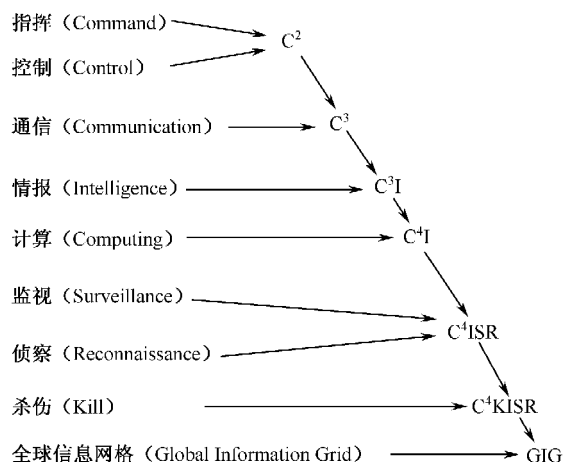 指挥（Command）
C²
控制（Control）
通信（Communication）
C³
情报（Intelligence）
C³I
计算（Computing）
C⁴I
监视（Surveillance）
C⁴ISR
侦察（Reconnaissance）
杀伤（Kill）
C⁴KISR
全球信息网格（Global Information Grid）
GIG